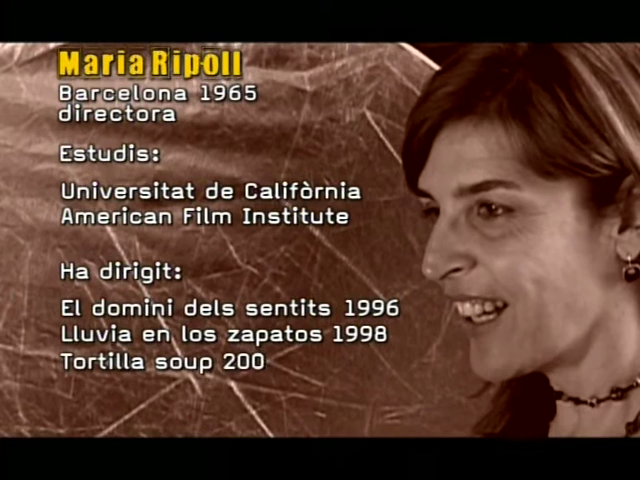 Maria Ripoll
Barcelona 1965
directora
Estudis:
Universitat de Califòrnia
American Film Institute
Ha dirigit:
El domini dels sentits 1996
Lluvia en los zapatos 1998
Tortilla soup 200